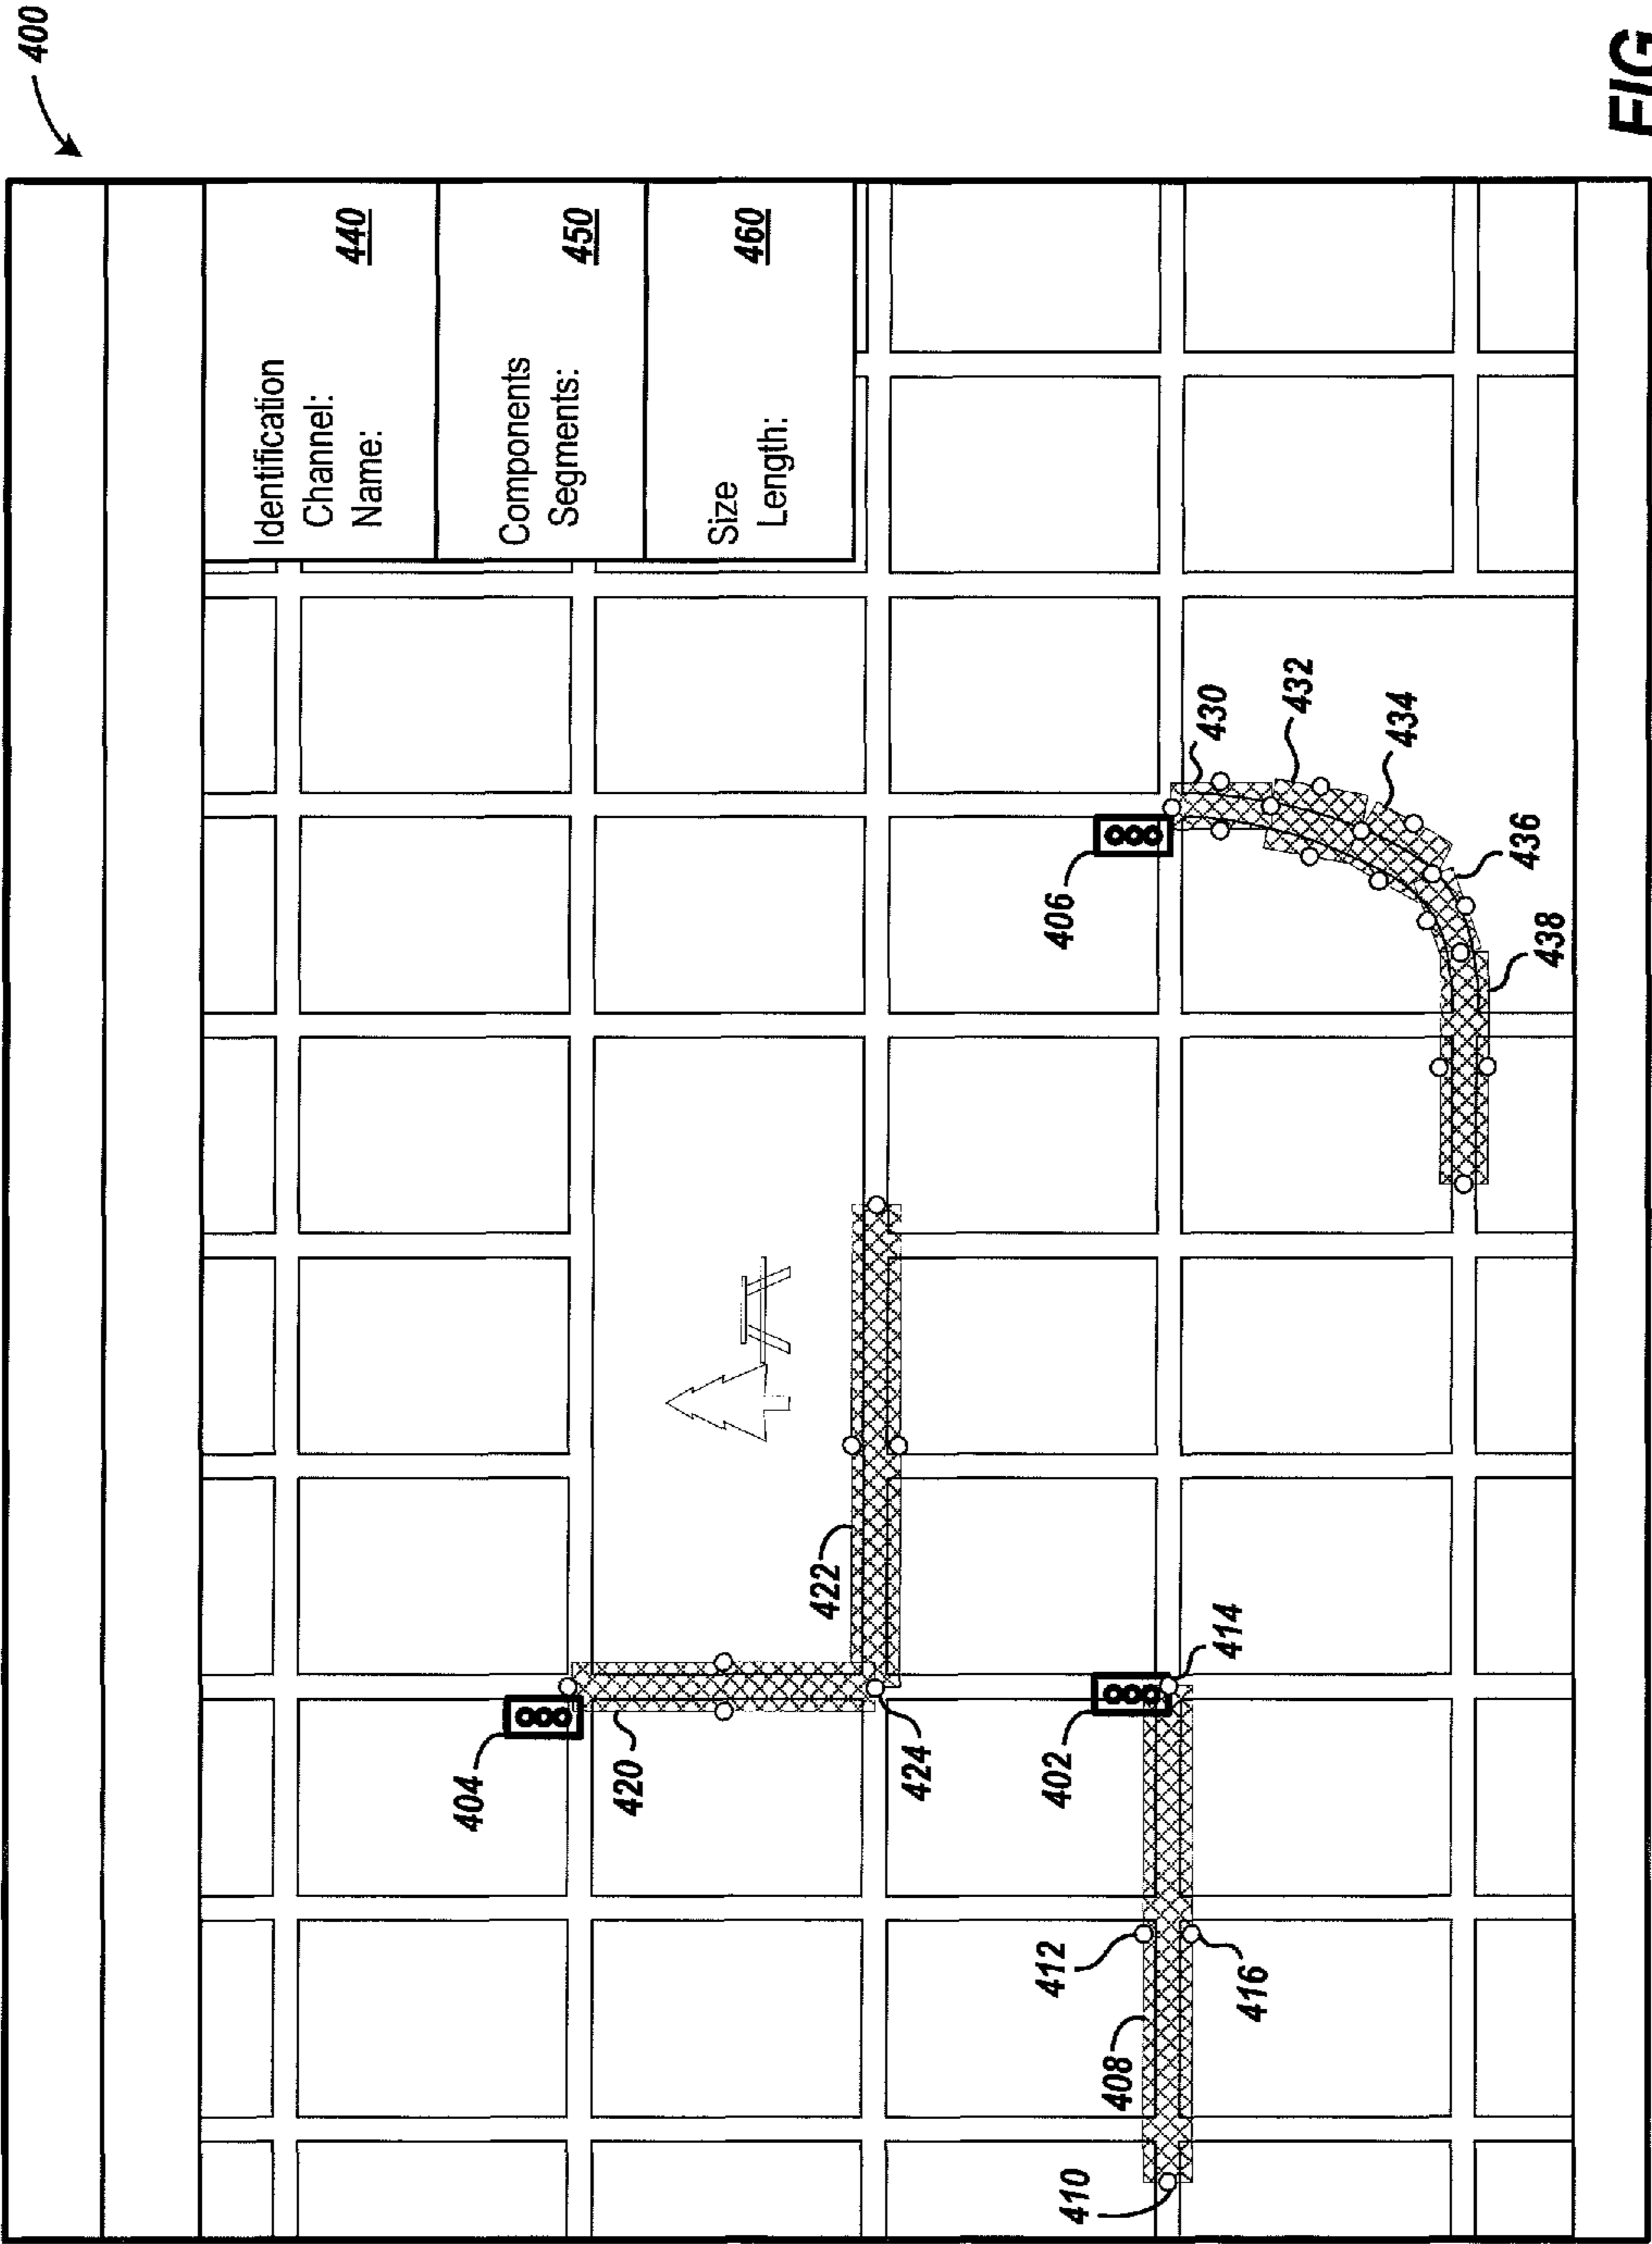 400
Identification
Channel:
Name:
440
Components
Segments:
450
Size
Length:
460
404
420
422
424
402
414
412
408
410
416
406
430
432
434
436
438
FIG